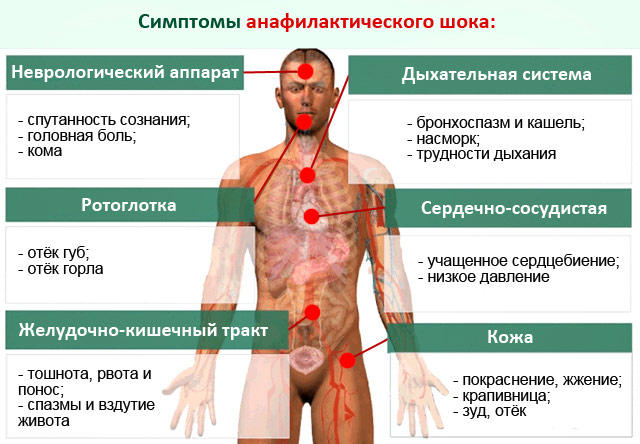 Симптомы анафилактического шока:
Неврологический аппарат
- спутанность сознания;
- головная боль;
- кома
Дыхательная система
- бронхоспазм и кашель;
- насморк;
- трудности дыхания
Ротоглотка
- отёк губ;
- отёк горла
Сердечно-сосудистая
- учащенное сердцебиение;
- низкое давление
Желудочно-кишечный тракт
- тошнота, рвота и
понос;
- спазмы и вздутие
живота
Кожа
- покраснение, жжение;
- крапивница;
- зуд, отёк